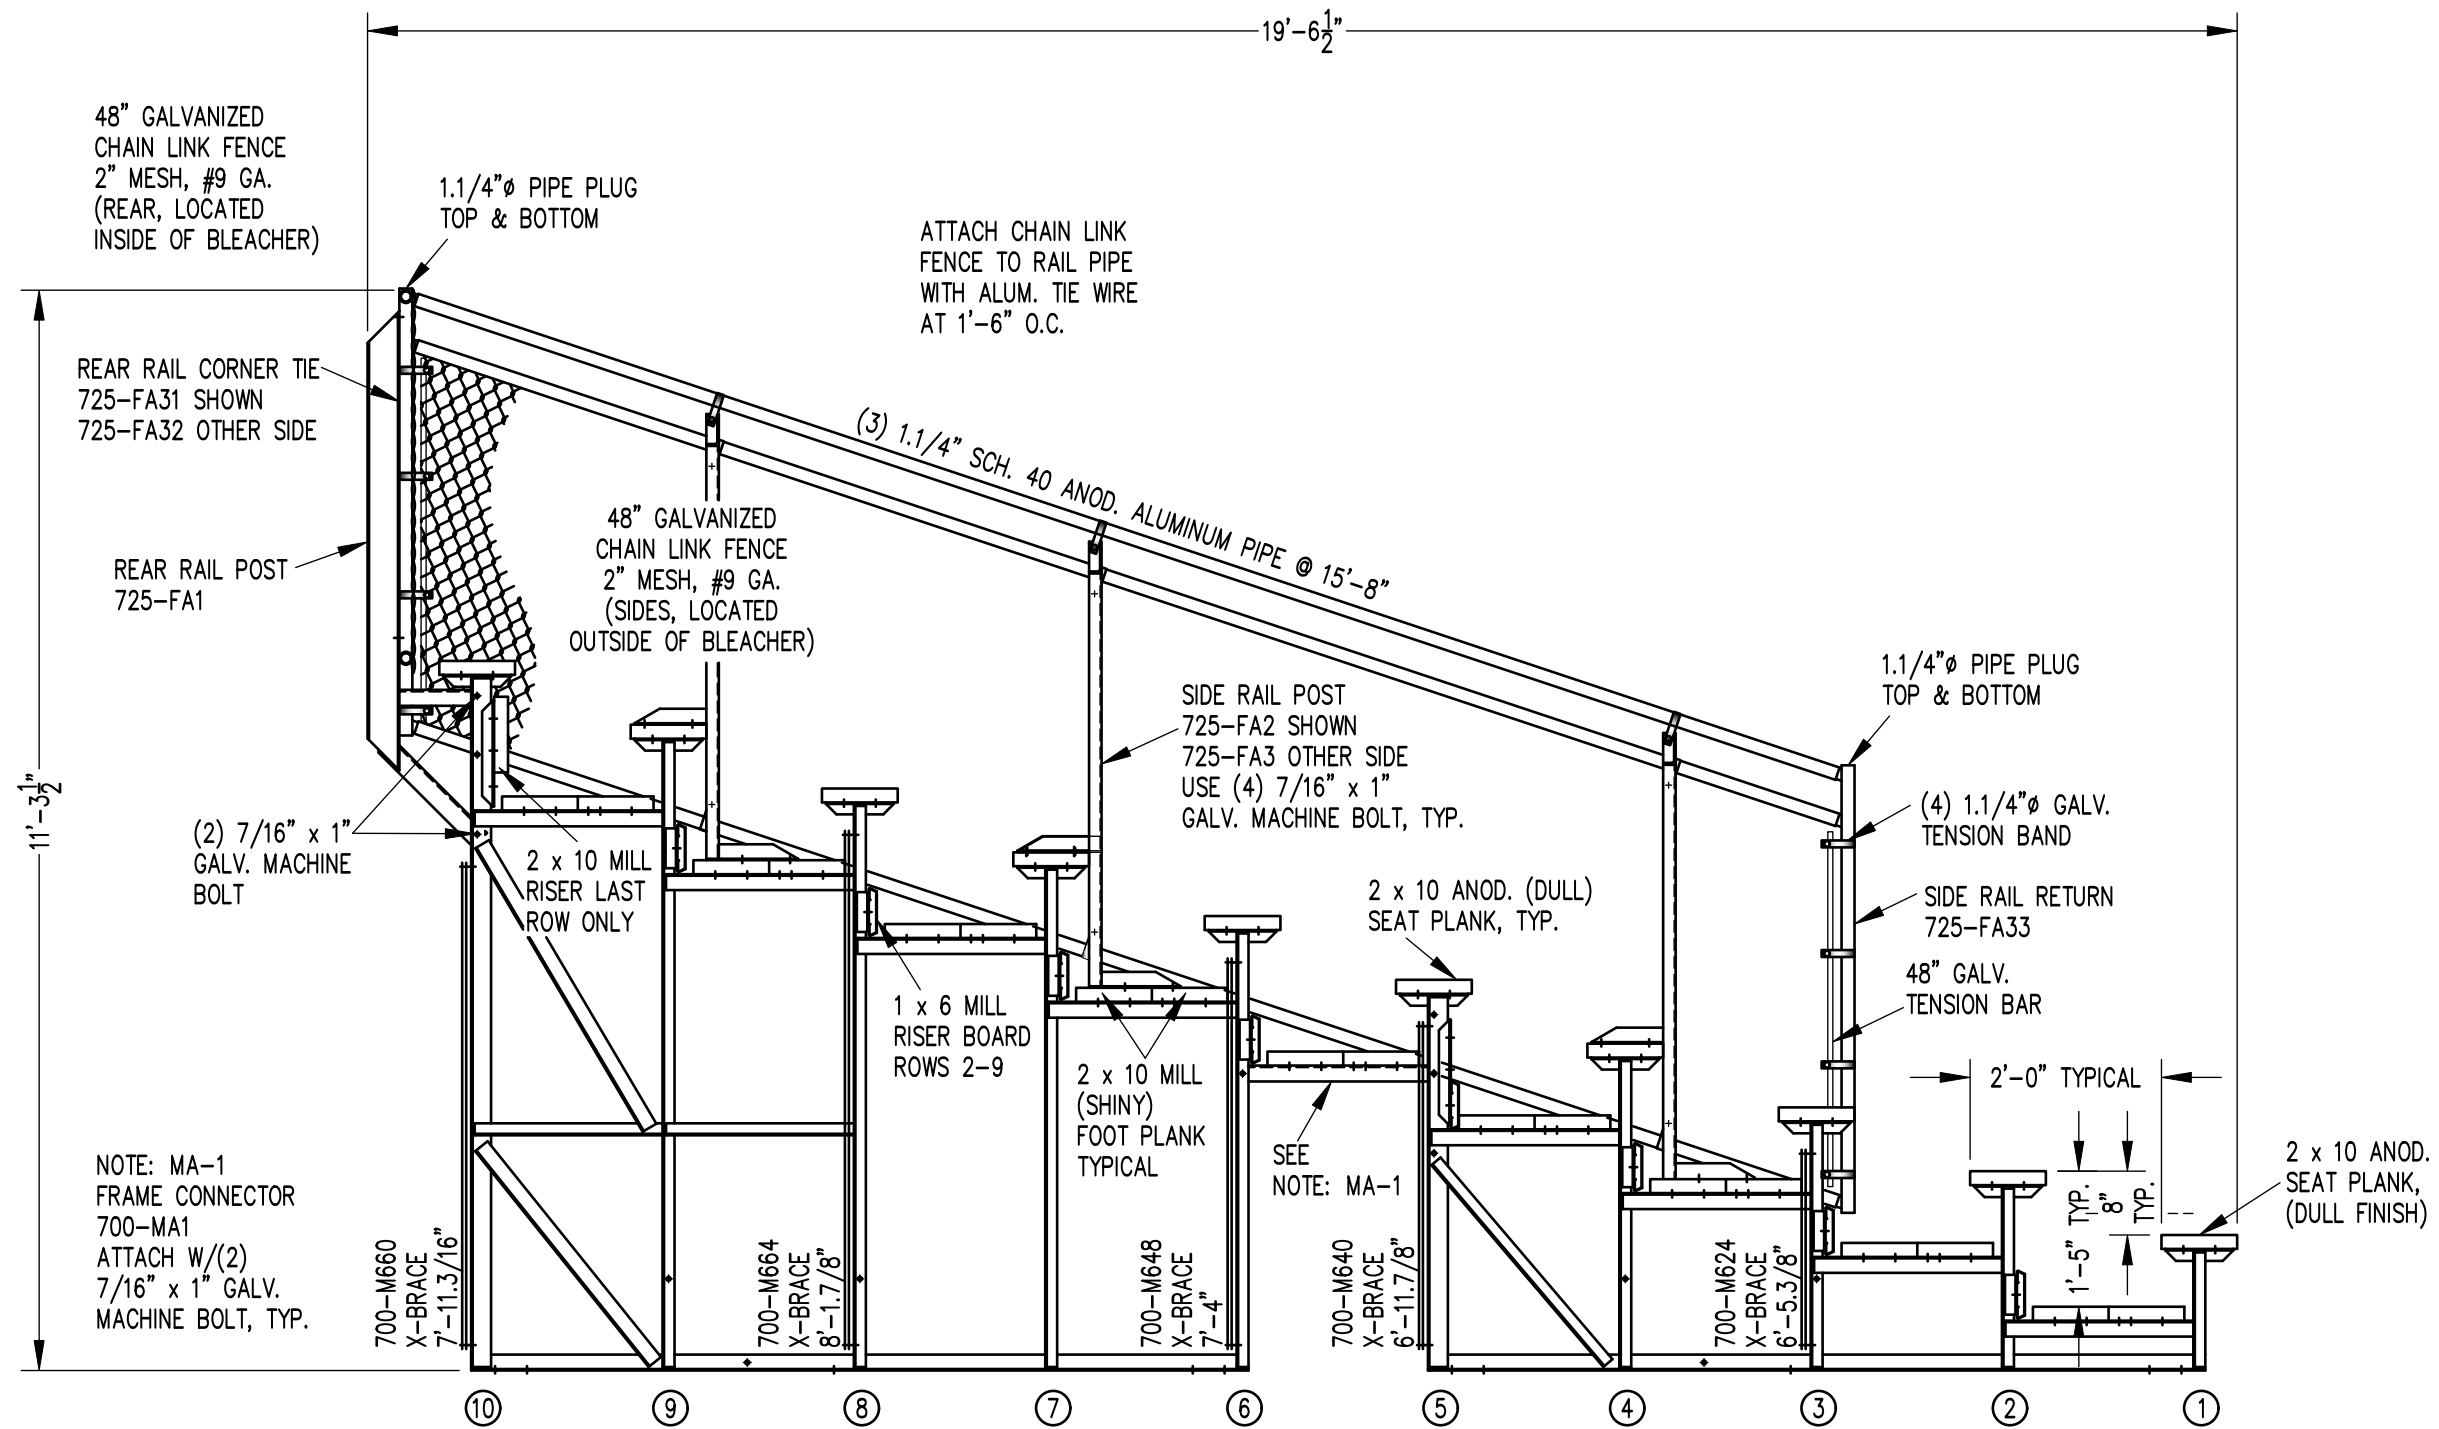 19'-6 1/2"
48" GALVANIZED
CHAIN LINK FENCE
2" MESH, #9 GA.
(REAR, LOCATED
INSIDE OF BLEACHER)
1.1/4"ø PIPE PLUG
TOP & BOTTOM
ATTACH CHAIN LINK
FENCE TO RAIL PIPE
WITH ALUM. TIE WIRE
AT 1'-6" O.C.
REAR RAIL CORNER TIE
725-FA31 SHOWN
725-FA32 OTHER SIDE
(3) 1.1/4" SCH. 40 ANOD. ALUMINUM PIPE @ 15'-8"
48" GALVANIZED
CHAIN LINK FENCE
2" MESH, #9 GA.
(SIDES, LOCATED
OUTSIDE OF BLEACHER)
REAR RAIL POST
725-FA1
11'-3 1/2"
SIDE RAIL POST
725-FA2 SHOWN
725-FA3 OTHER SIDE
USE (4) 7/16" x 1"
GALV. MACHINE BOLT, TYP.
1.1/4"ø PIPE PLUG
TOP & BOTTOM
(4) 1.1/4"ø GALV.
TENSION BAND
(2) 7/16" x 1"
GALV. MACHINE
BOLT
2 x 10 MILL
RISER LAST
ROW ONLY
2 x 10 ANOD. (DULL)
SEAT PLANK, TYP.
SIDE RAIL RETURN
725-FA33
48" GALV.
TENSION BAR
1 x 6 MILL
RISER BOARD
ROWS 2-9
2 x 10 MILL
(SHINY)
FOOT PLANK
TYPICAL
SEE
NOTE: MA-1
2'-0" TYPICAL
1'-5" TYP.
8"
TYP.
2 x 10 ANOD.
SEAT PLANK,
(DULL FINISH)
NOTE: MA-1
FRAME CONNECTOR
700-MA1
ATTACH W/(2)
7/16" x 1" GALV.
MACHINE BOLT, TYP.
700-M660
X-BRACE
7'-11.3/16"
700-M664
X-BRACE
8'-1.7/8"
700-M648
X-BRACE
7'-4"
700-M640
X-BRACE
6'-11.7/8"
700-M624
X-BRACE
6'-5.3/8"
10 9 8 7 6 5 4 3 2 1